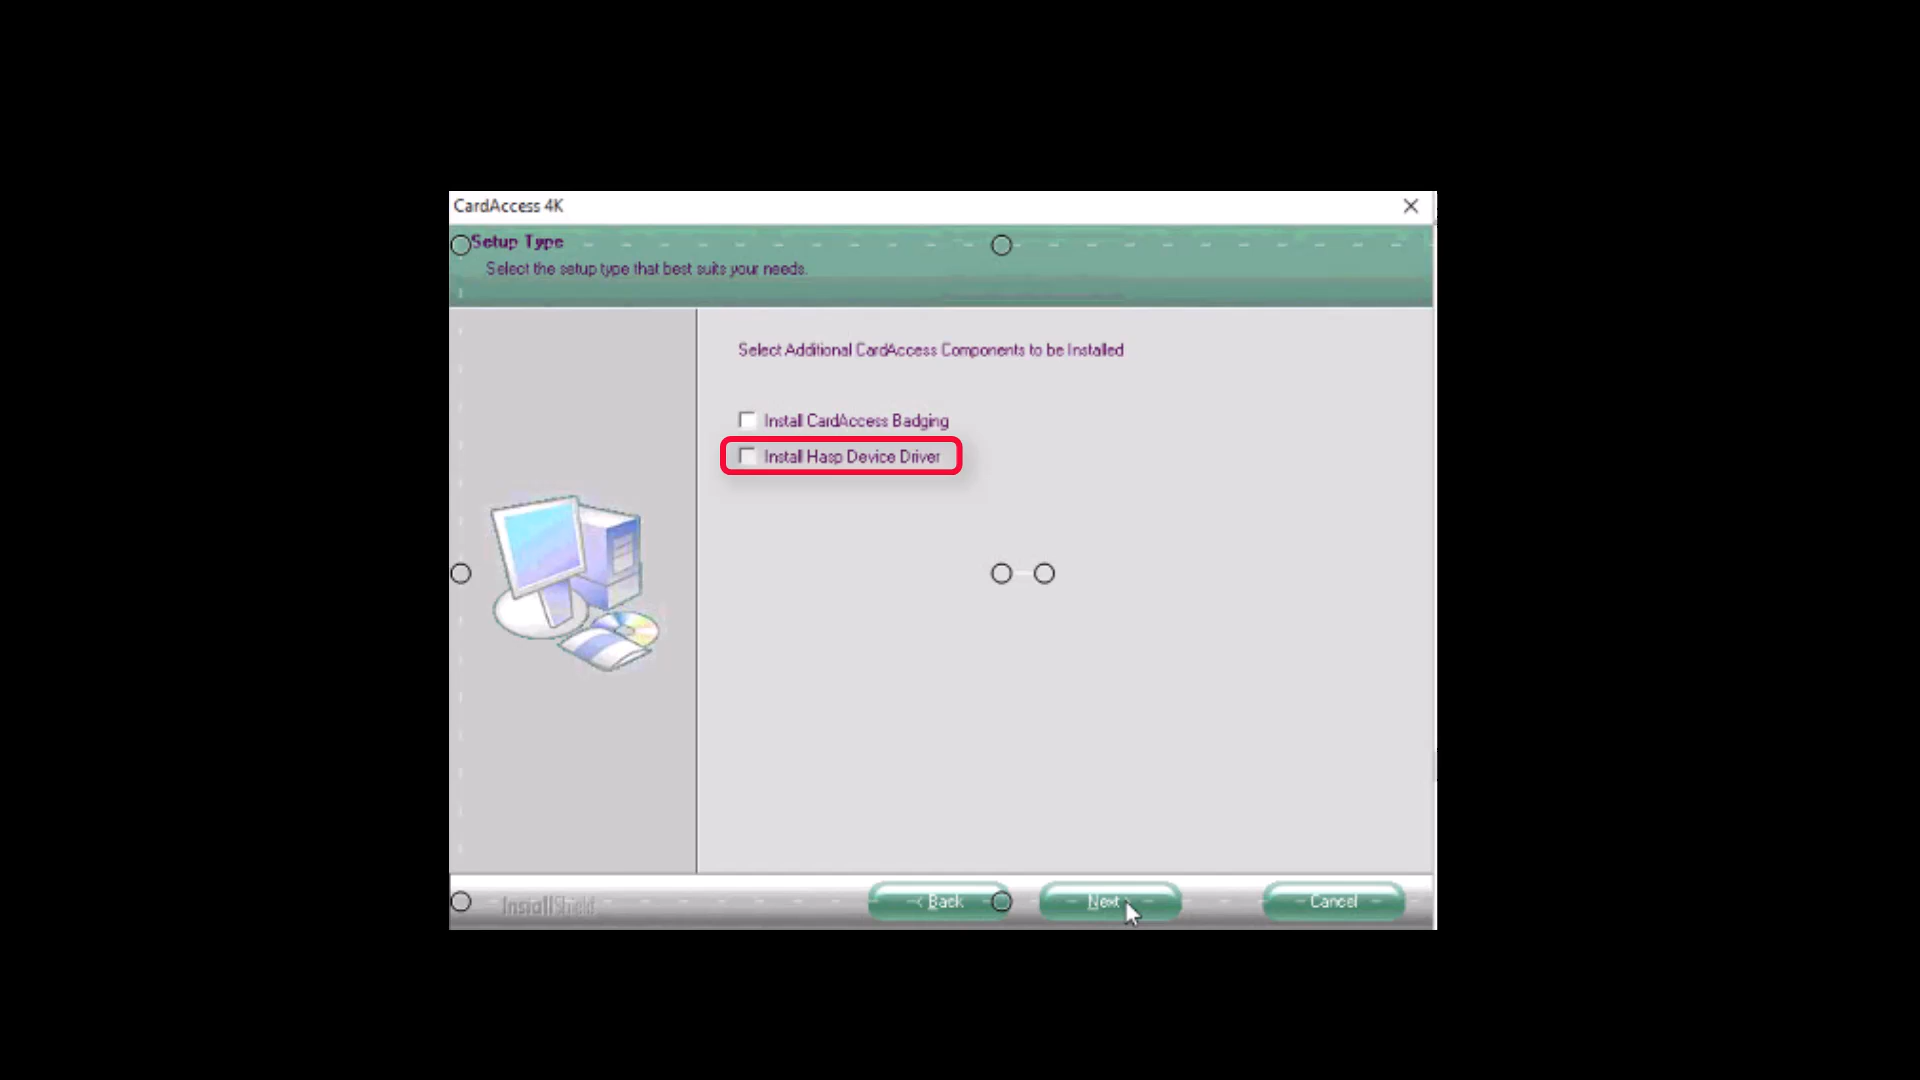 CardAccess 4K
Setup Type
Select the setup type that best suits your needs.
Select Additional CardAccess Components to be Installed
Install CardAccess Badging
Install Hasp Device Driver
InstallShield
< Back
Next >
Cancel